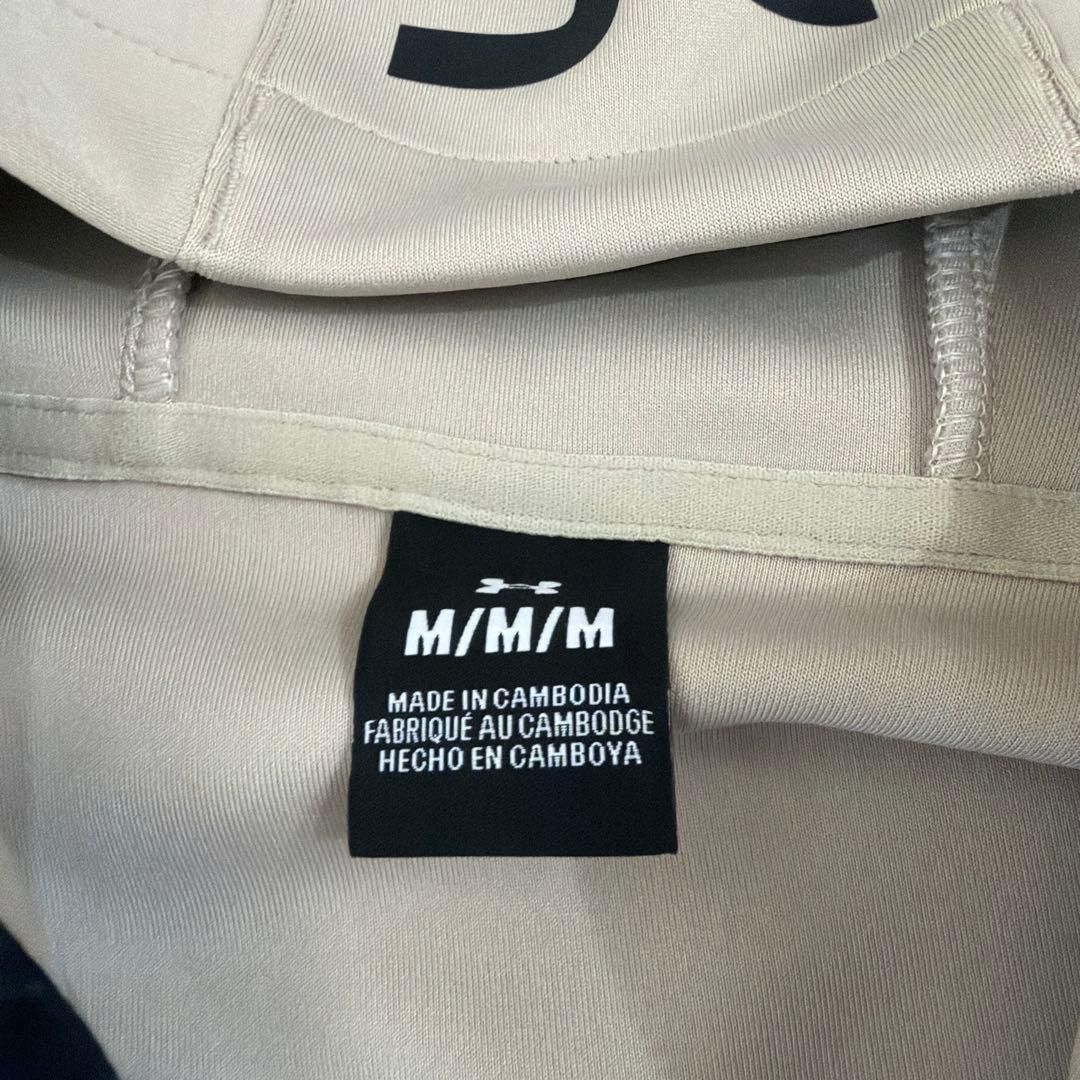 M/M/M
MADE IN CAMBODIA
FABRIQUÉ AU CAMBODGE
HECHO EN CAMBOYA